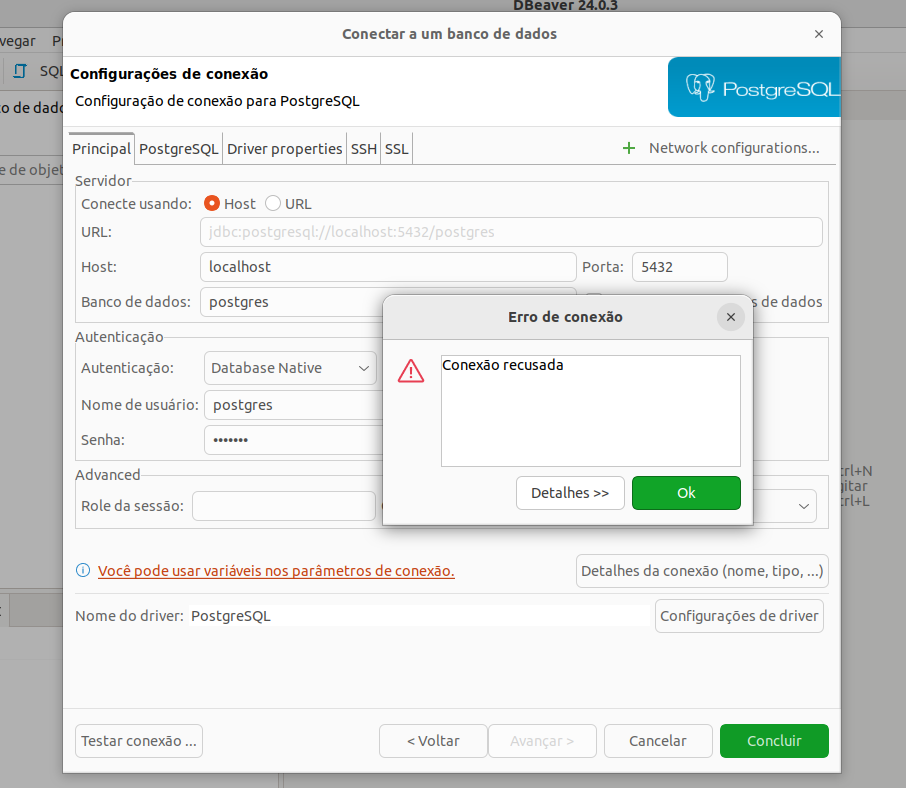 DBeaver 24.0.3
Conectar a um banco de dados
vegar
SQL
Configurações de conexão
Configuração de conexão para PostgreSQL
PostgreSQL
o de dado
e de objet
Principal PostgreSQL Driver properties SSH SSL
Network configurations...
Servidor
Conecte usando: Host URL
URL: jdbc:postgresql://localhost:5432/postgres
Host: localhost Porta: 5432
Banco de dados: postgres s de dados
Erro de conexão
Conexão recusada
Detalhes >> Ok
Autenticação
Autenticação: Database Native
Nome de usuário: postgres
Senha: •••••••
Advanced
Role da sessão:
trl+N
gitar
trl+L
Você pode usar variáveis nos parâmetros de conexão.
Detalhes da conexão (nome, tipo, ...)
Nome do driver: PostgreSQL
Configurações de driver
Testar conexão ... < Voltar Avançar > Cancelar Concluir